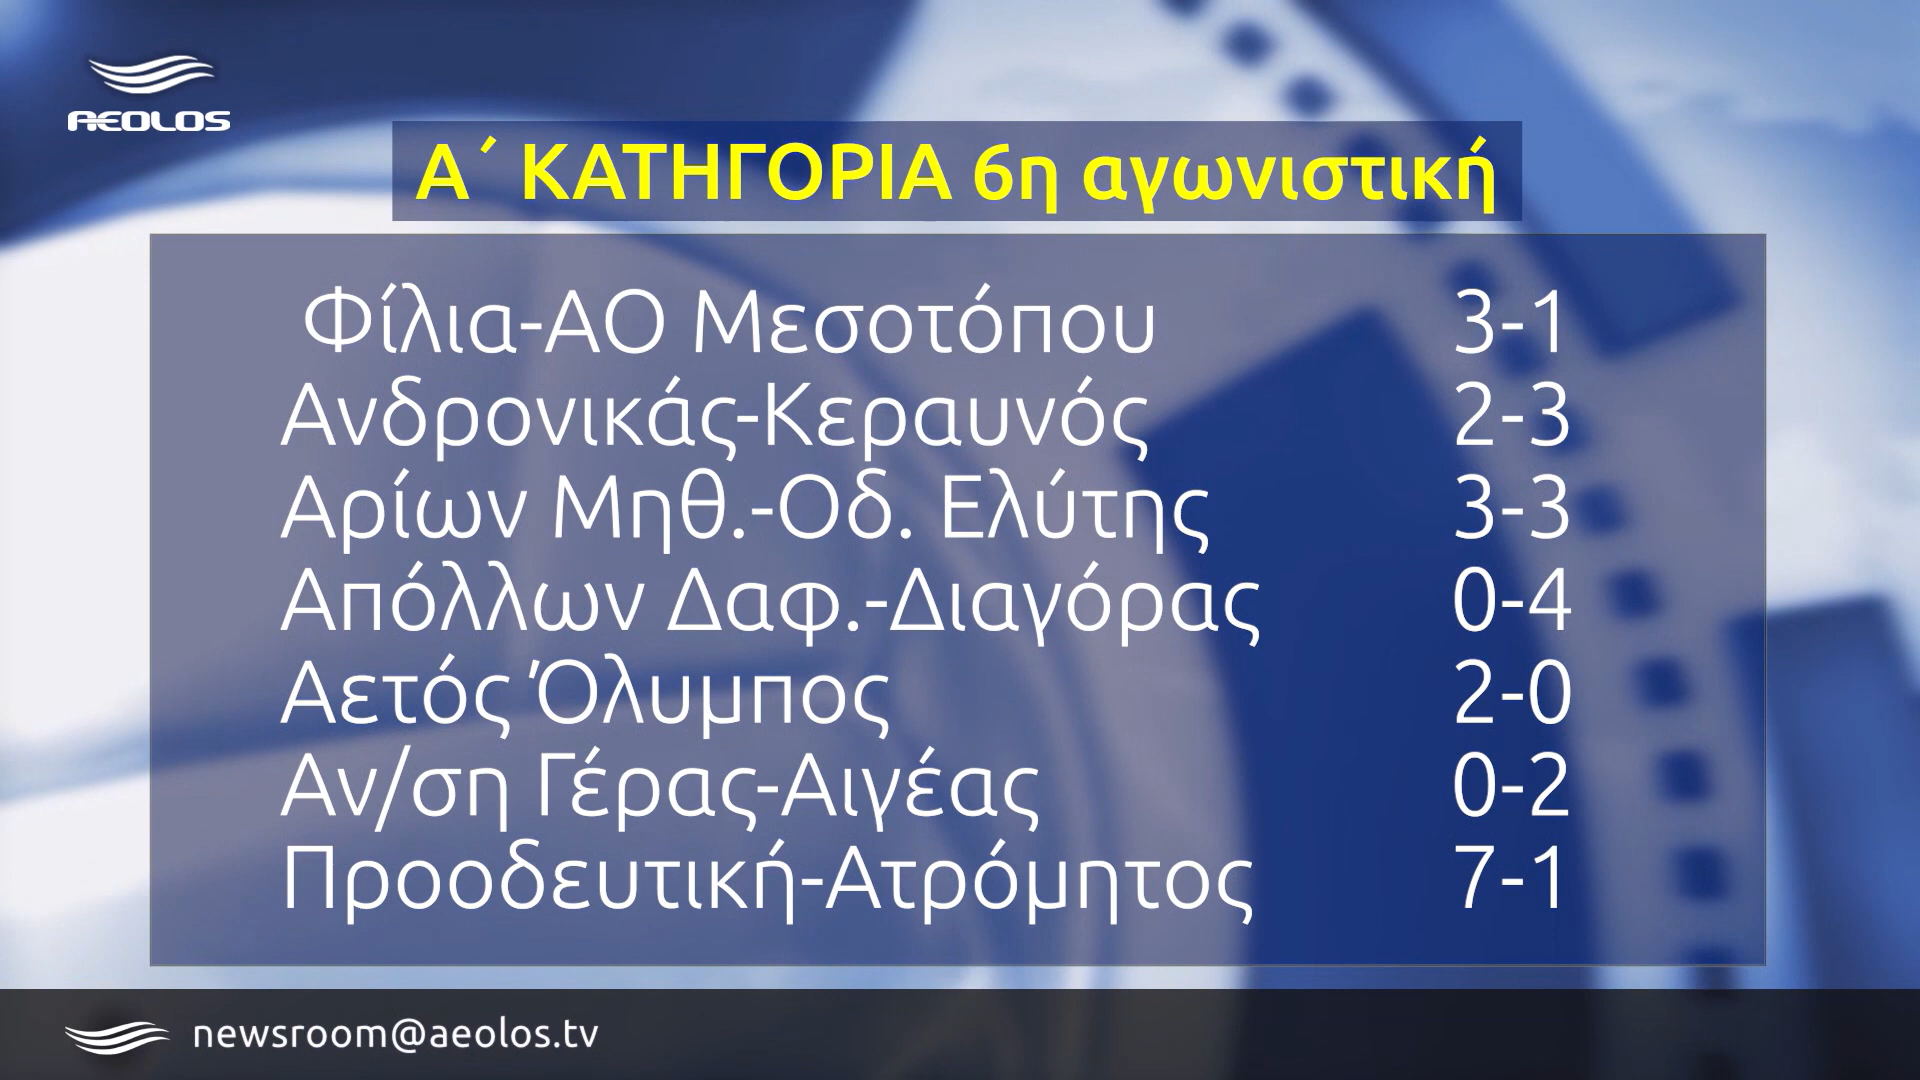 AEOLOS
Α΄ ΚΑΤΗΓΟΡΙΑ 6η αγωνιστική
Φίλια-ΑΟ Μεσοτόπου 3-1
Ανδρονικάς-Κεραυνός 2-3
Αρίων Μηθ.-Οδ. Ελύτης 3-3
Απόλλων Δαφ.-Διαγόρας 0-4
Αετός Όλυμπος 2-0
Αν/ση Γέρας-Αιγέας 0-2
Προοδευτική-Ατρόμητος 7-1
newsroom@aeolos.tv